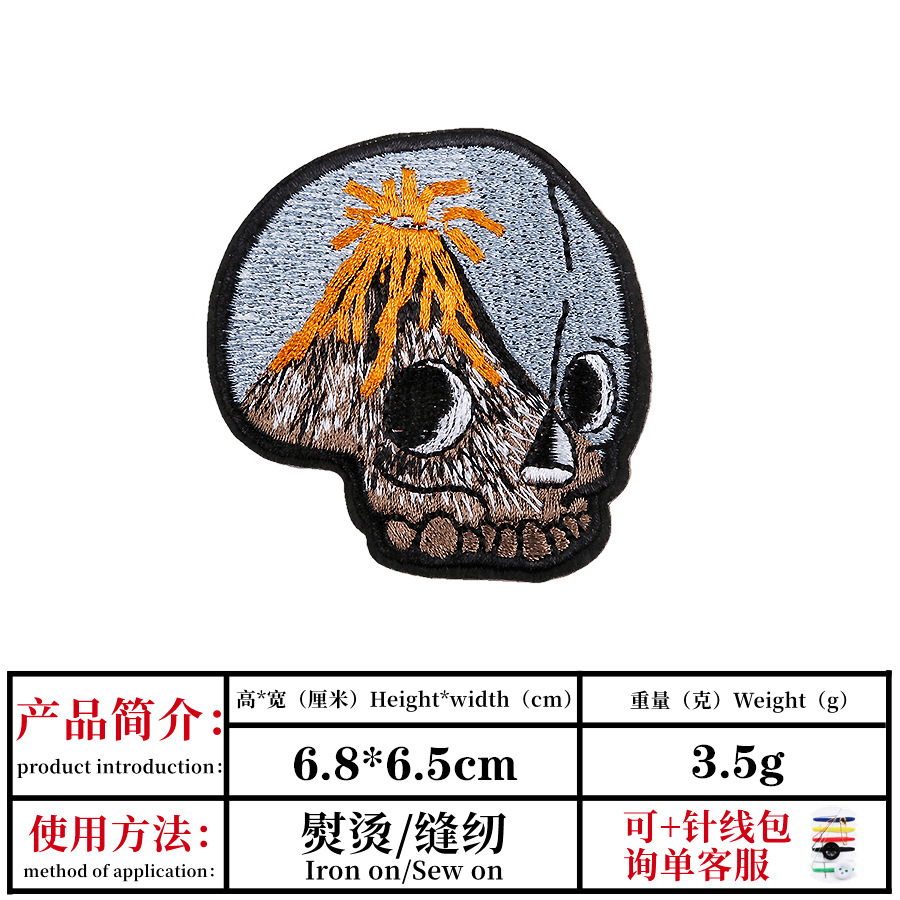 产品简介：
product introduction：
高*宽（厘米）Height*width（cm）
重量（克）Weight（g）
6.8*6.5cm
3.5g
使用方法：
method of application：
熨烫/缝纫
Iron on/Sew on
可+针线包
询单客服